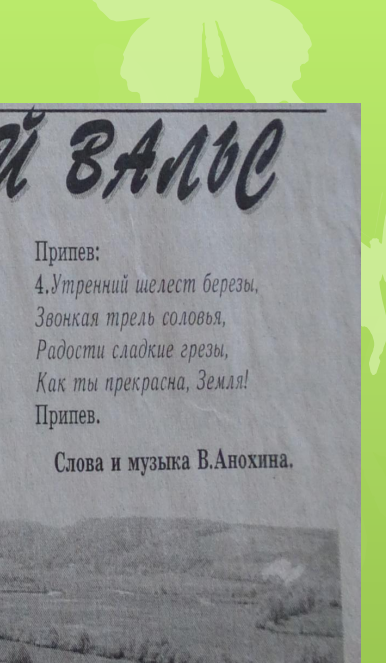 Й ВАЛЬС
Припев:
4.Утренний шелест березы,
Звонкая трель соловья,
Радости сладкие грезы,
Как ты прекрасна, Земля!
Припев.
Слова и музыка В.Анохина.